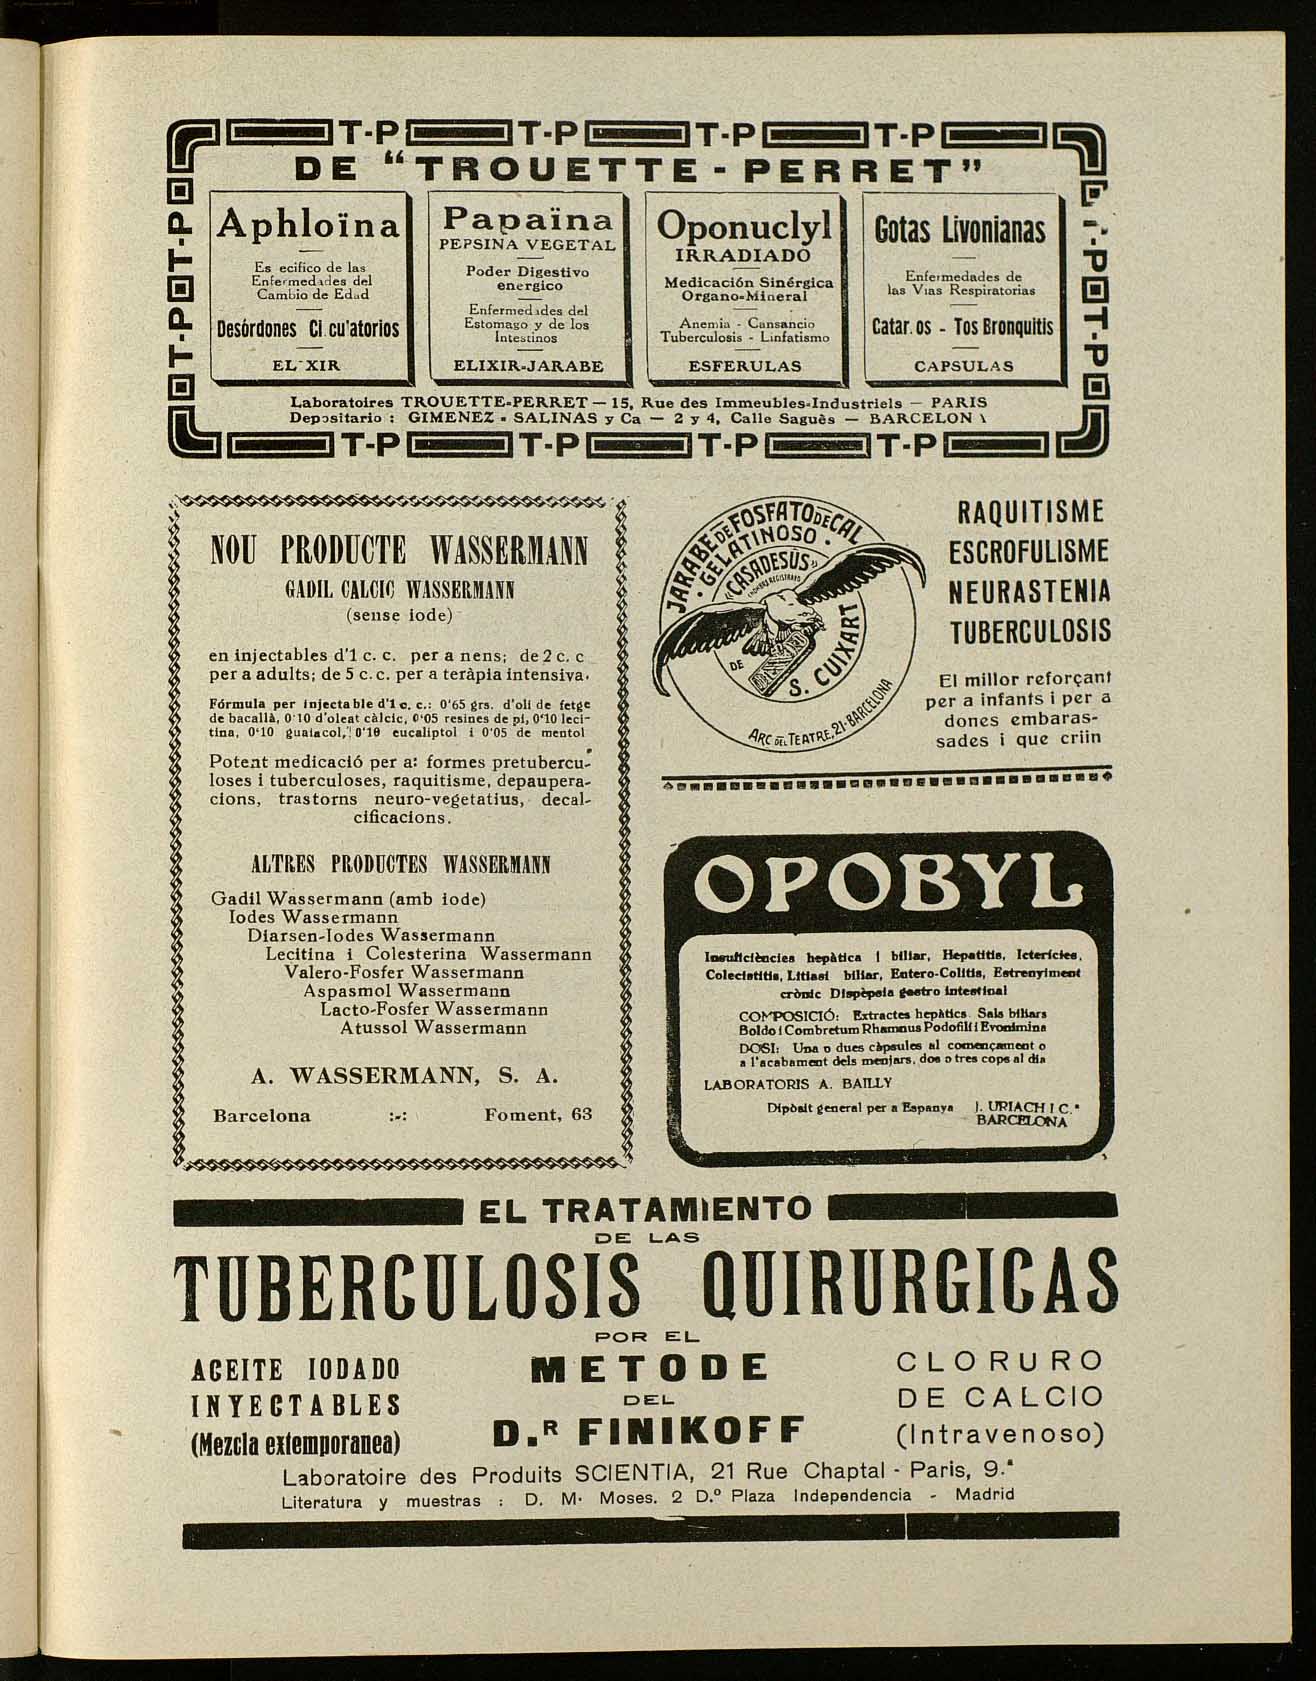 T-P T-P T-P T-P
DE "TROUETTE-PERRET"
T-P
T-P
Aphloïna
Es ecifico de las
Enfermedades del
Cambio de Edad
Desórdones Ci cu'atorios
EL XIR
Papaïna
PEPSINA VEGETAL
Poder Digestivo
energico
Enfermedades del
Estomago y de los
Intestinos
ELIXIR-JARABE
Oponuclyl
IRRADIADO
Medicación Sinérgica
Organo-Mineral
Anemia - Cansancio
Tuberculosis - Linfatismo
ESFERULAS
Gotas Livonianas
Enfermedades de
las Vias Respiratorias
Catar. os - Tos Bronquitis
CAPSULAS
T-P
T-P
Laboratoires TROUETTE-PERRET — 15, Rue des Immeubles-Industriels — PARIS
Depositario : GIMENEZ - SALINAS y Ca — 2 y 4, Calle Saguès — BARCELON
T-P T-P T-P T-P
NOU PRODUCTE WASSERMANN
GADIL CALCIC WASSERMANN
(sense iode)
en injectables d'1 c. c. per a nens; de 2 c. c
per a adults; de 5 c. c. per a teràpia intensiva.
Fórmula per injectable d'1 c. c.: 0'65 grs. d'oli de fetge
de bacallà, 0'10 d'oleat càlcic, 0'05 resines de pi, 0'10 leci-
tina, 0'10 guaiacol, 0'10 eucaliptol i 0'05 de mentol
Potent medicació per a: formes pretubercu-
loses i tuberculoses, raquitisme, depaupera-
cions, trastorns neuro-vegetatius, decal-
cificacions.
ALTRES PRODUCTES WASSERMANN
Gadil Wassermann (amb iode)
Iodes Wassermann
Diarsen-Iodes Wassermann
Lecitina i Colesterina Wassermann
Valero-Fosfer Wassermann
Aspasmol Wassermann
Lacto-Fosfer Wassermann
Atussol Wassermann
A. WASSERMANN, S. A.
Barcelona :-: Foment, 63
JARABE DE FOSFATO DE CAL
· GELATINOSO ·
"CASADESÚS"
(NOMBRE REGISTRADO)
DE
S. CUIXART
ARC DEL TEATRE, 21 - BARCELONA
RAQUITISME
ESCROFULISME
NEURASTENIA
TUBERCULOSIS
El millor reforçant
per a infants i per a
dones embaras-
sades i que criin
OPOBYL
Insuficiències hepàtica i biliar, Hepatitis, Icterícies,
Colecistitis, Litiasi biliar, Entero-Colitis, Estrenyiment
crònic Dispèpsia gastro intestinal
COMPOSICIÓ: Extractes hepàtics Sals biliars
Boldo i Combretum Rhamnus Podofili i Evonimina
DOSI: Una o dues càpsules al començament o
a l'acabament dels menjars, dos o tres cops al dia
LABORATORIS A. BAILLY
Dipòsit general per a Espanya J. URIACH I C.ª
BARCELONA
EL TRATAMIENTO
DE LAS
TUBERCULOSIS QUIRURGICAS
POR EL
ACEITE IODADO
INYECTABLES
(Mezcla extemporanea)
METODE
DEL
D.R FINIKOFF
CLORURO
DE CALCIO
(Intravenoso)
Laboratoire des Produits SCIENTIA, 21 Rue Chaptal - Paris, 9.ª
Literatura y muestras : D. M. Moses. 2 D.º Plaza Independencia - Madrid